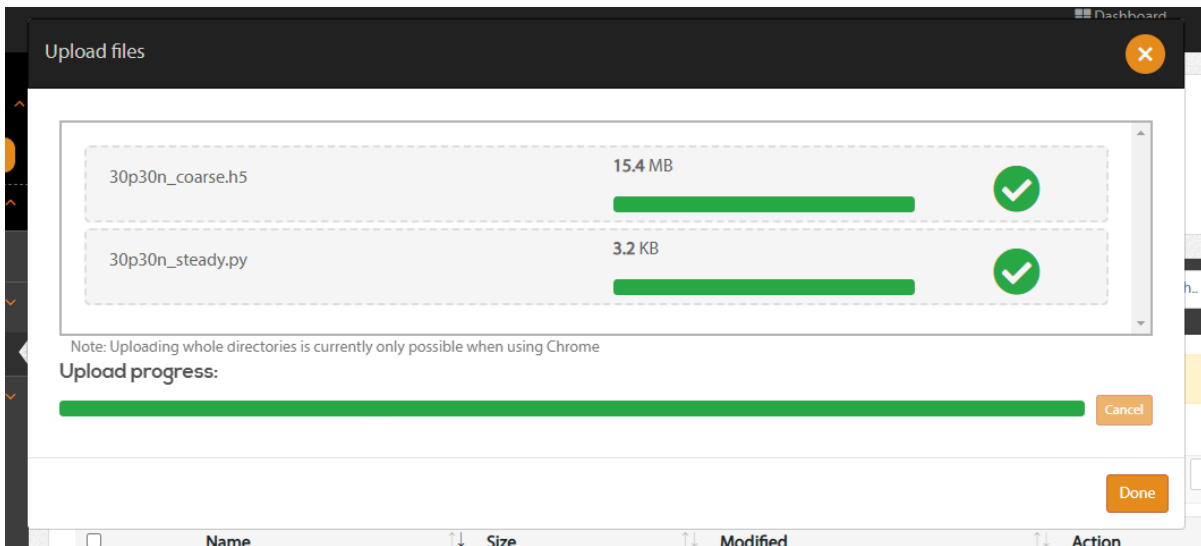 Dashboard
Upload files
30p30n_coarse.h5
15.4 MB
30p30n_steady.py
3.2 KB
h..
Note: Uploading whole directories is currently only possible when using Chrome
Upload progress:
Cancel
Done
Name Size Modified Action